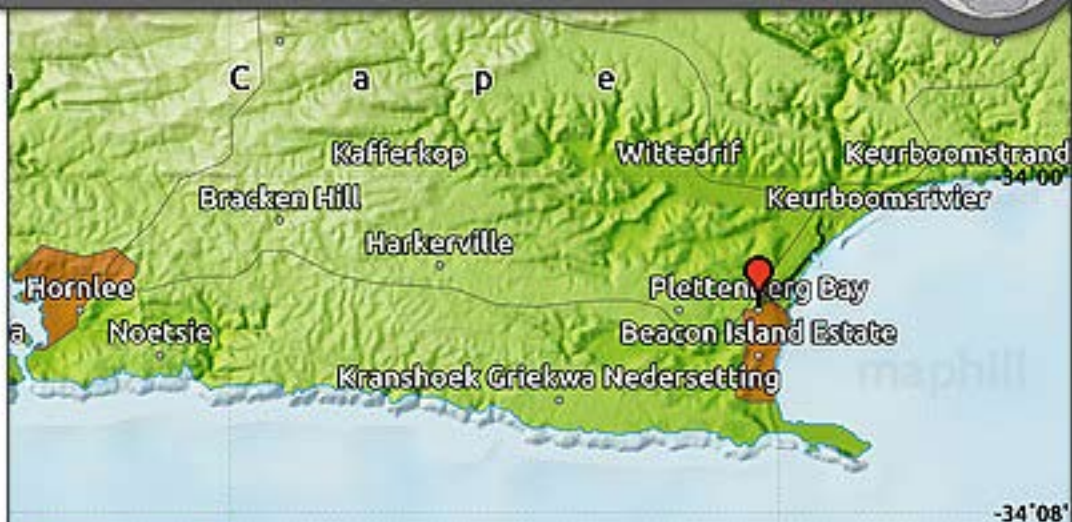 C a p e
Kafferkop
Wittedrif
Keurboomstrand
-34°00'
Bracken Hill
Keurboomsrivier
Harkerville
Hornlee
Plettenberg Bay
a
Noetsie
Beacon Island Estate
Kranshoek Griekwa Nedersetting
maphill
-34°08'